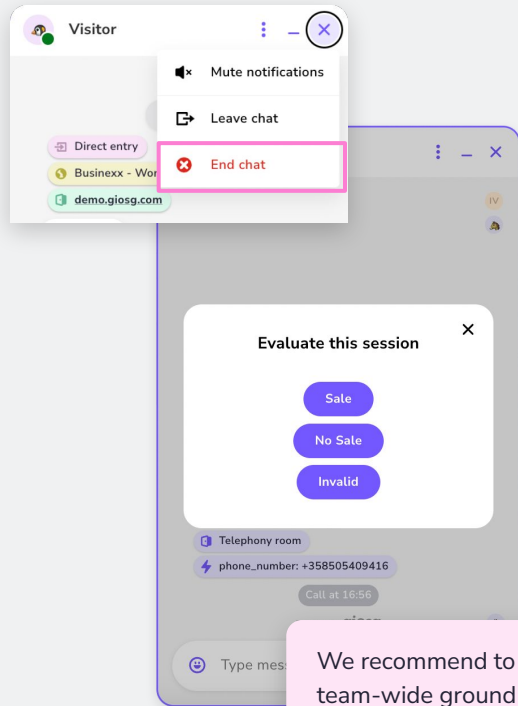 Visitor
Mute notifications
Leave chat
Direct entry
End chat
Businexx - Wor
demo.giosg.com
IV
Evaluate this session
Sale
No Sale
Invalid
Telephony room
phone_number: +358505409416
Call at 16:56
Type mes
We recommend to
team-wide ground